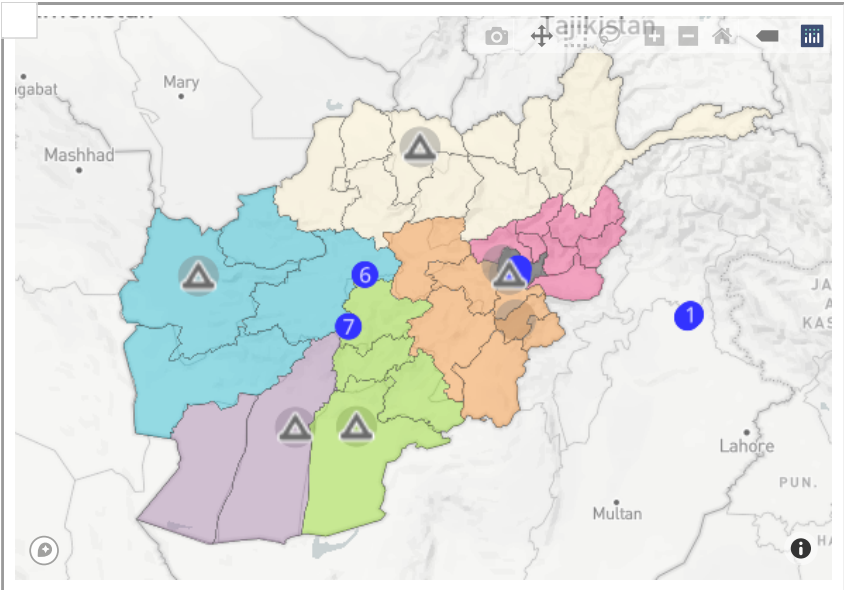 Tajikistan
Mary
gabat
Mashhad
6
1
7
JA
A
KAS
Lahore
PUN.
Multan
HA